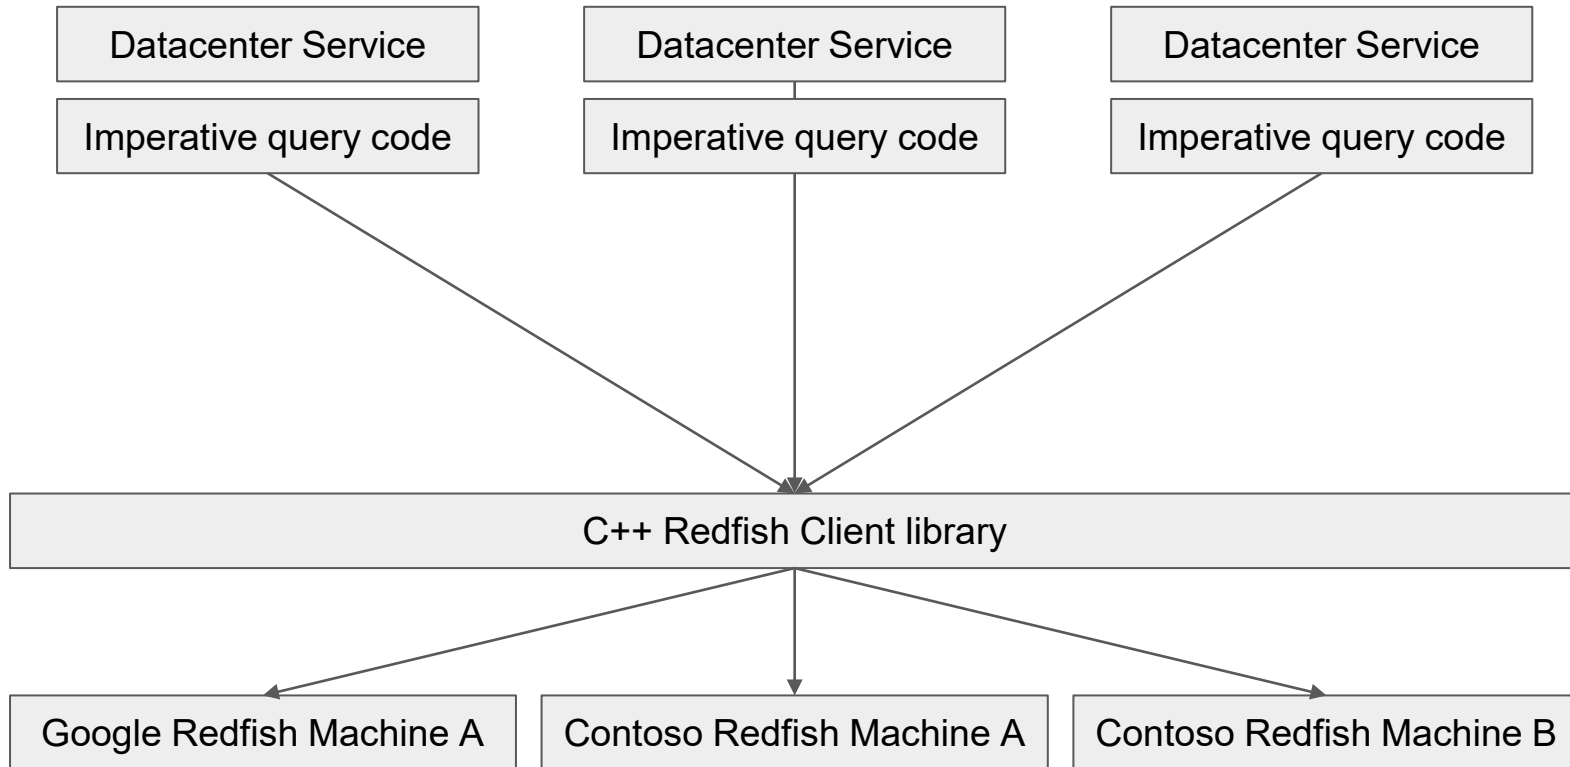 Datacenter Service
Datacenter Service
Datacenter Service
Imperative query code
Imperative query code
Imperative query code
C++ Redfish Client library
Google Redfish Machine A
Contoso Redfish Machine A
Contoso Redfish Machine B